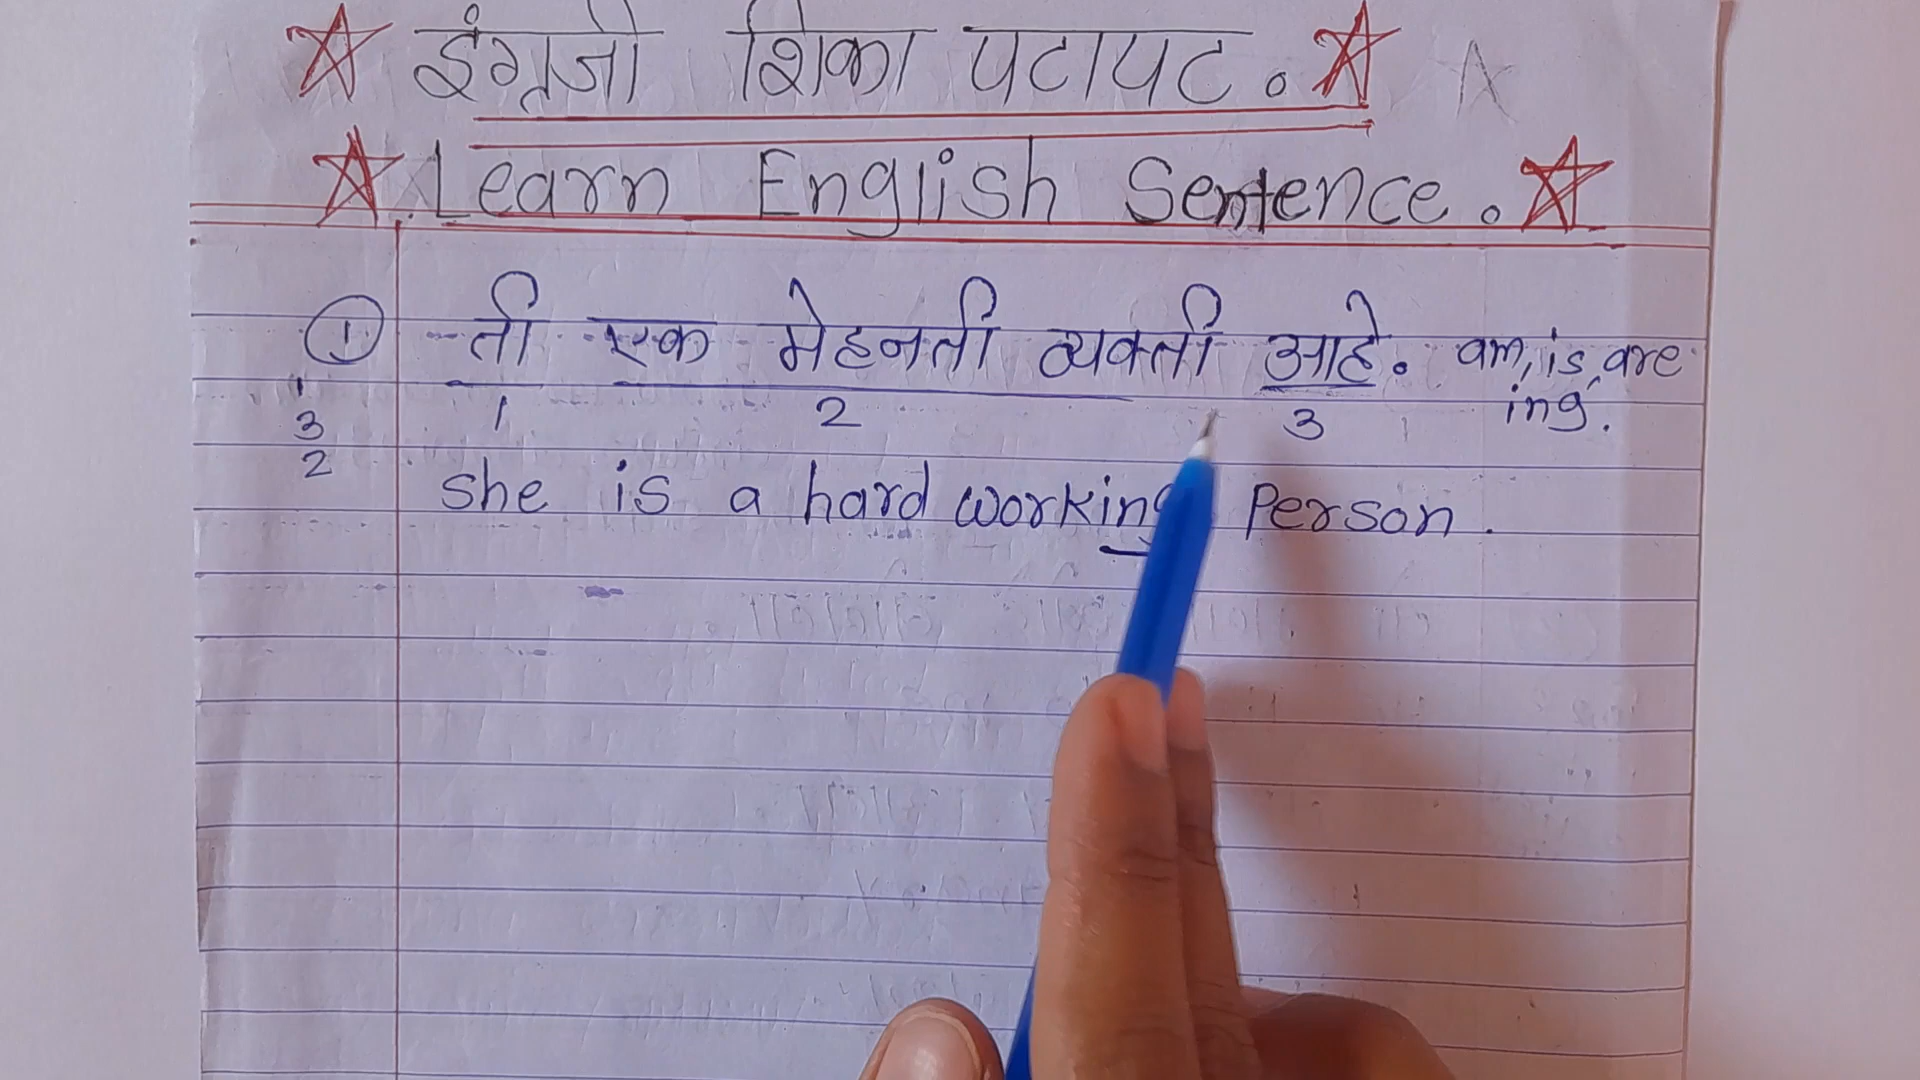 इंग्रजी शिका पटापट.
Learn English Sentence.
① ती एक मेहनती व्यक्ती आहे. am, is, are
ing.
1 2 3
1
3
2
she is a hard working Person.